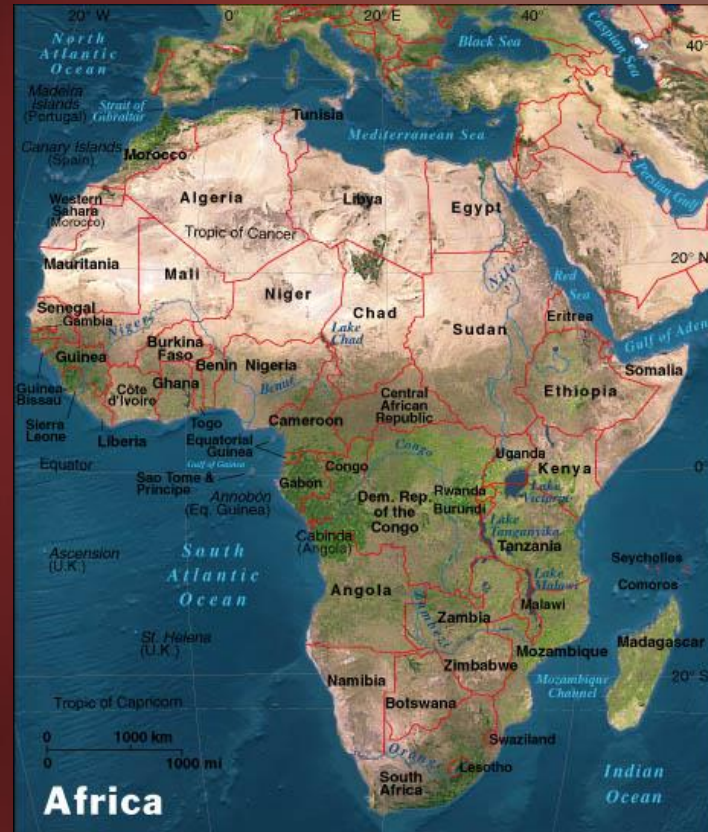 20° W
0°
20° E
40°
40°
North
Atlantic
Ocean
Black Sea
Caspian Sea
Madeira
Islands
(Portugal)
Strait of
Gibraltar
Tunisia
Mediterranean Sea
Canary Islands
(Spain)
Morocco
Persian Gulf
Western
Sahara
(Morocco)
Algeria
Libya
Egypt
Tropic of Cancer
Mauritania
Mali
Niger
Chad
Sudan
Nile
Red
Sea
20° N
Senegal
Gambia
Niger
Lake
Chad
Eritrea
Gulf of Aden
Guinea
Burkina
Faso
Benin
Nigeria
Benue
Ethiopia
Somalia
Guinea-
Bissau
Côte
d'Ivoire
Ghana
Central
African
Republic
Sierra
Leone
Liberia
Togo
Cameroon
Equatorial
Guinea
Gulf of Guinea
Congo
Uganda
Kenya
Equator
0°
Sao Tome &
Principe
Gabon
Congo
Rwanda
Lake
Victoria
Annobón
(Eq. Guinea)
Dem. Rep.
of the
Congo
Burundi
Lake
Tanganyika
Tanzania
Cabinda
(Angola)
Ascension
(U.K.)
South
Atlantic
Ocean
Seychelles
Comoros
Angola
Lake
Malawi
Malawi
Zambia
Zambezi
St. Helena
(U.K.)
Mozambique
Madagascar
Zimbabwe
Namibia
Botswana
Mozambique
Channel
20° S
Tropic of Capricorn
Swaziland
Orange
Lesotho
South
Africa
0
1000 km
0
1000 mi
Indian
Ocean
Africa